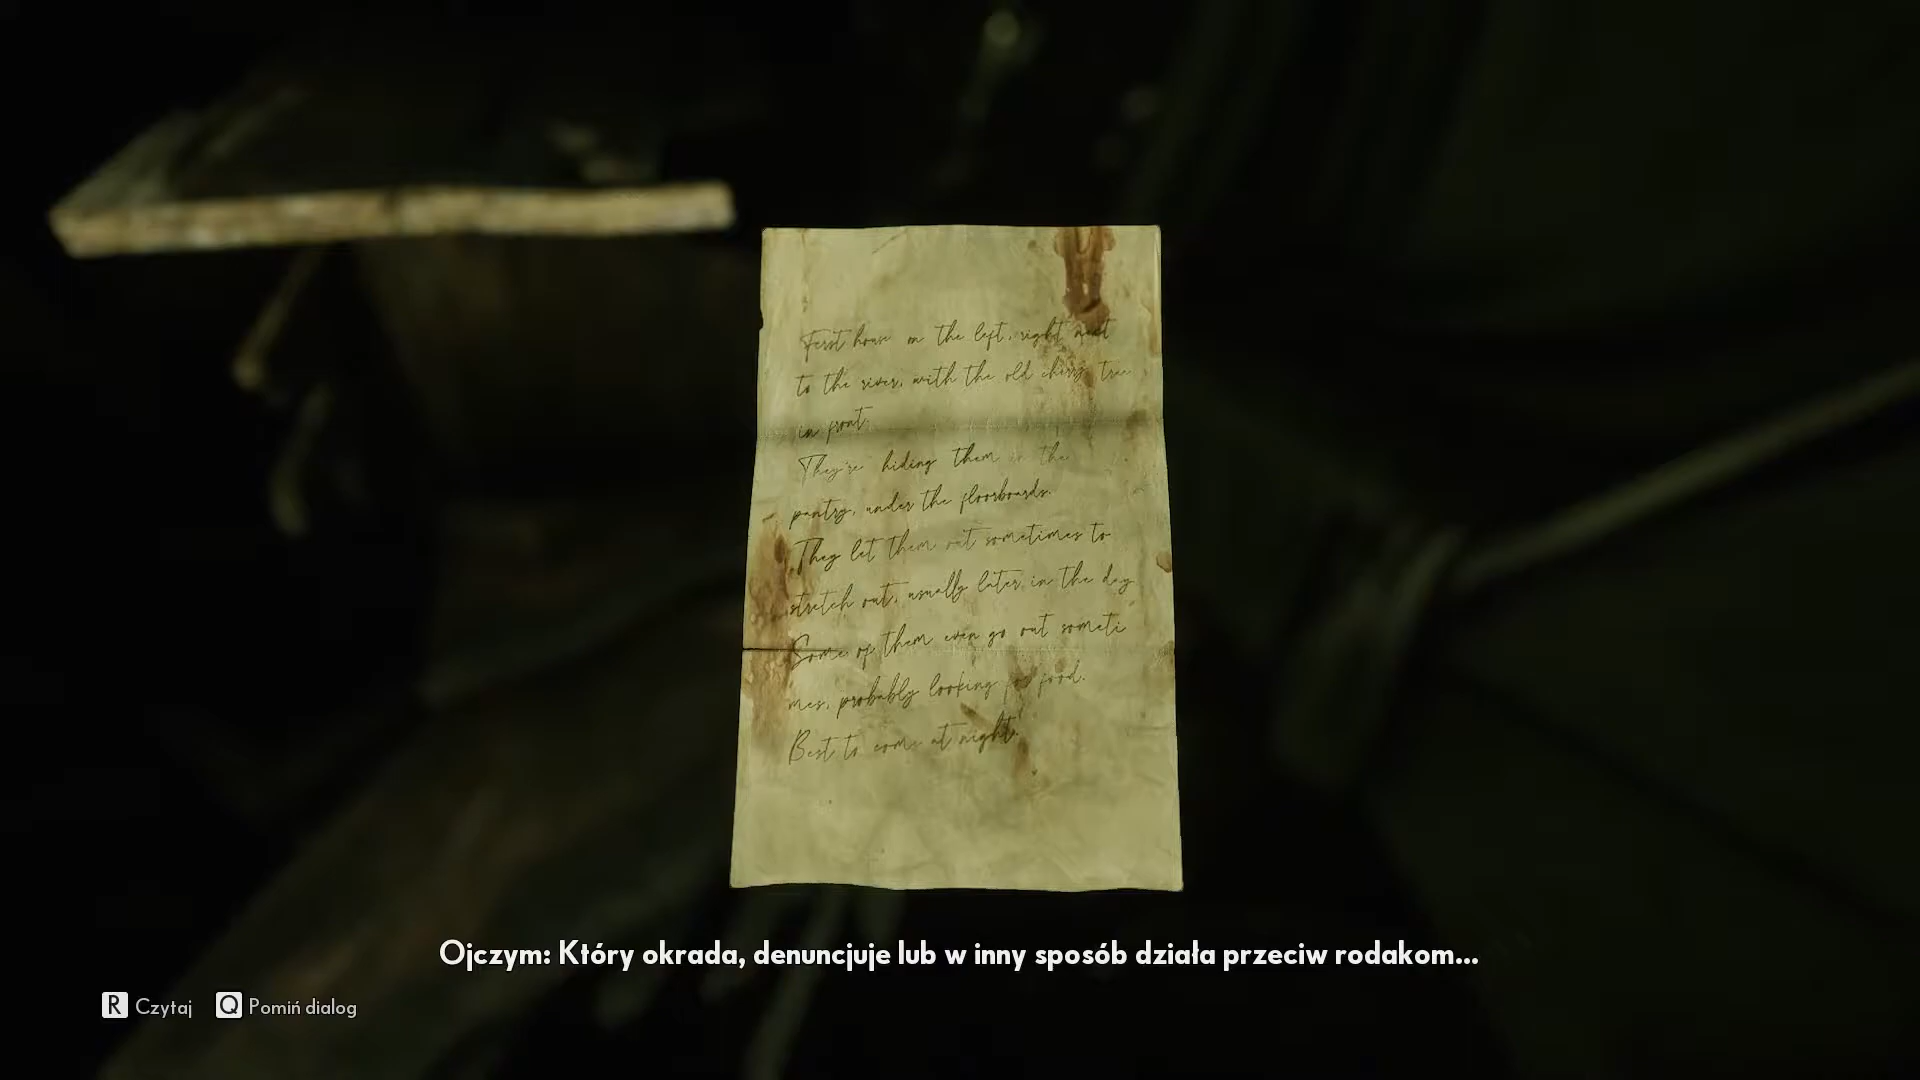 First house on the left, right next
to the river, with the old cherry tree
in front.
They're hiding them in the
pantry, under the floorboards.
They let them out sometimes to
stretch out, usually later in the day
Some of them even go out someti
mes, probably looking for food.
Best to come at night.
Ojczym: Który okrada, denuncjuje lub w inny sposób działa przeciw rodakom...
R Czytaj Q Pomiń dialog